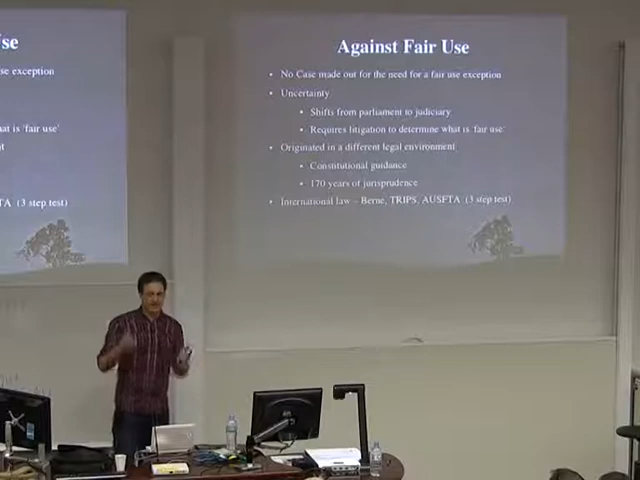 Use
se exception
at is 'fair use'
t
TA (3 step test)
Against Fair Use
• No Case made out for the need for a fair use exception
• Uncertainty
• Shifts from parliament to judiciary
• Requires litigation to determine what is 'fair use'
• Originated in a different legal environment
• Constitutional guidance
• 170 years of jurisprudence
• International law – Berne, TRIPS, AUSFTA (3 step test)